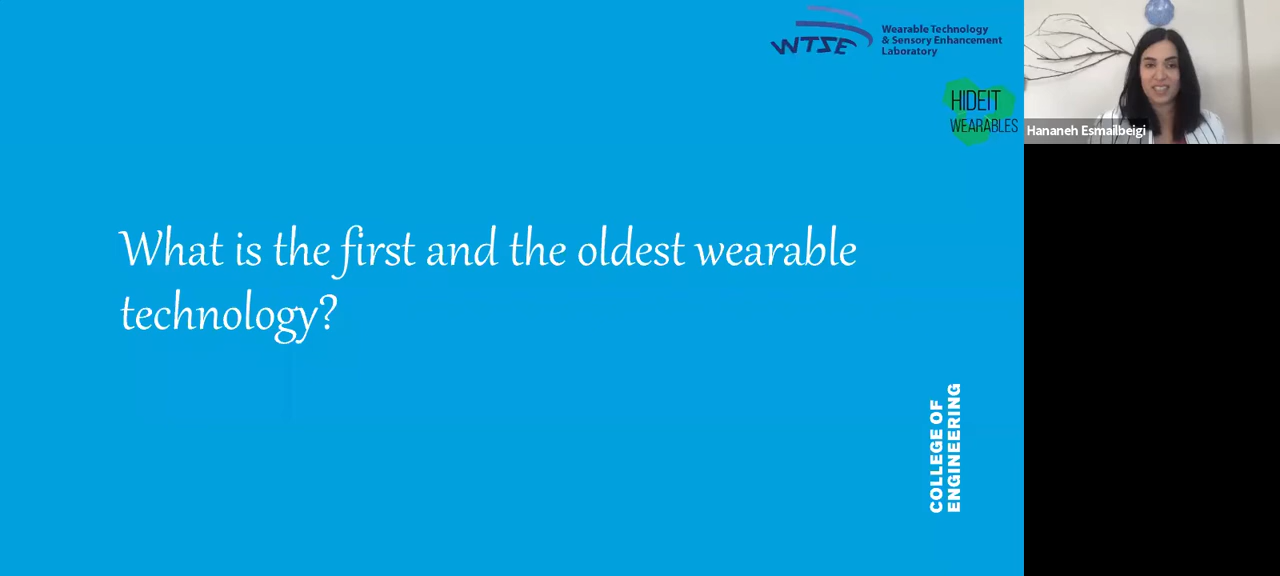 WTSE
Wearable Technology
& Sensory Enhancement
Laboratory
HIDEIT
WEARABLES
Hananeh Esmailbeigi
What is the first and the oldest wearable
technology?
COLLEGE OF
ENGINEERING